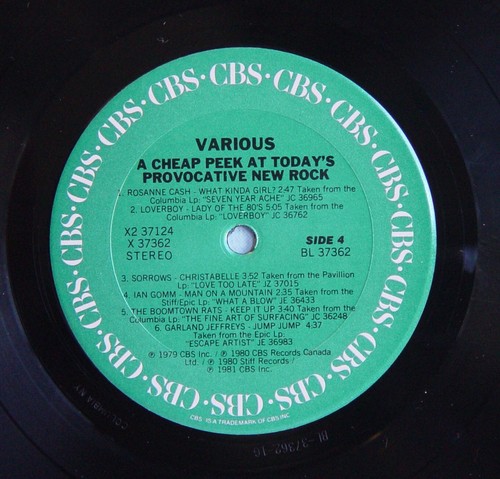 CBS · CBS · CBS · CBS · CBS · CBS · CBS · CBS · CBS · CBS · CBS · CBS · CBS · CBS · CBS · CBS · CBS
VARIOUS
A CHEAP PEEK AT TODAY'S
PROVOCATIVE NEW ROCK
1. ROSANNE CASH - WHAT KINDA GIRL? 2:47 Taken from the
Columbia Lp: "SEVEN YEAR ACHE" JC 36965
2. LOVERBOY - LADY OF THE 80'S 5:05 Taken from the
Columbia Lp: "LOVERBOY" JC 36762
X2 37124
X 37362
STEREO
SIDE 4
BL 37362
3. SORROWS - CHRISTABELLE 3:52 Taken from the Pavillion
Lp: "LOVE TOO LATE" JZ 37015
4. IAN GOMM - MAN ON A MOUNTAIN 2:35 Taken from the
Stiff/Epic Lp: "WHAT A BLOW" JE 36433
5. THE BOOMTOWN RATS - KEEP IT UP 3:40 Taken from the
Columbia Lp: "THE FINE ART OF SURFACING" JC 36248
6. GARLAND JEFFREYS - JUMP JUMP 4:37
Taken from the Epic Lp:
"ESCAPE ARTIST" JE 36983
℗ 1979 CBS Inc. / ℗ 1980 CBS Records Canada
Ltd. / ℗ 1980 Stiff Records /
℗ 1981 CBS Inc.
CBS IS A TRADEMARK OF CBS INC
COLUMBIA NY
BL-37362-1G